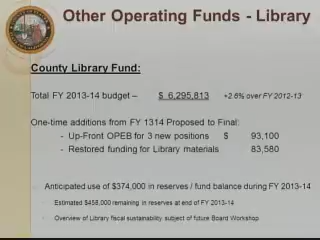 Other Operating Funds - Library
County Library Fund:
Total FY 2013-14 budget – $ 6,295,813 +2.6% over FY 2012-13
One-time additions from FY 1314 Proposed to Final:
- Up-Front OPEB for 3 new positions $ 93,100
- Restored funding for Library materials 83,580
Anticipated use of $374,000 in reserves / fund balance during FY 2013-14
Estimated $458,000 remaining in reserves at end of FY 2013-14
Overview of Library fiscal sustainability subject of future Board Workshop